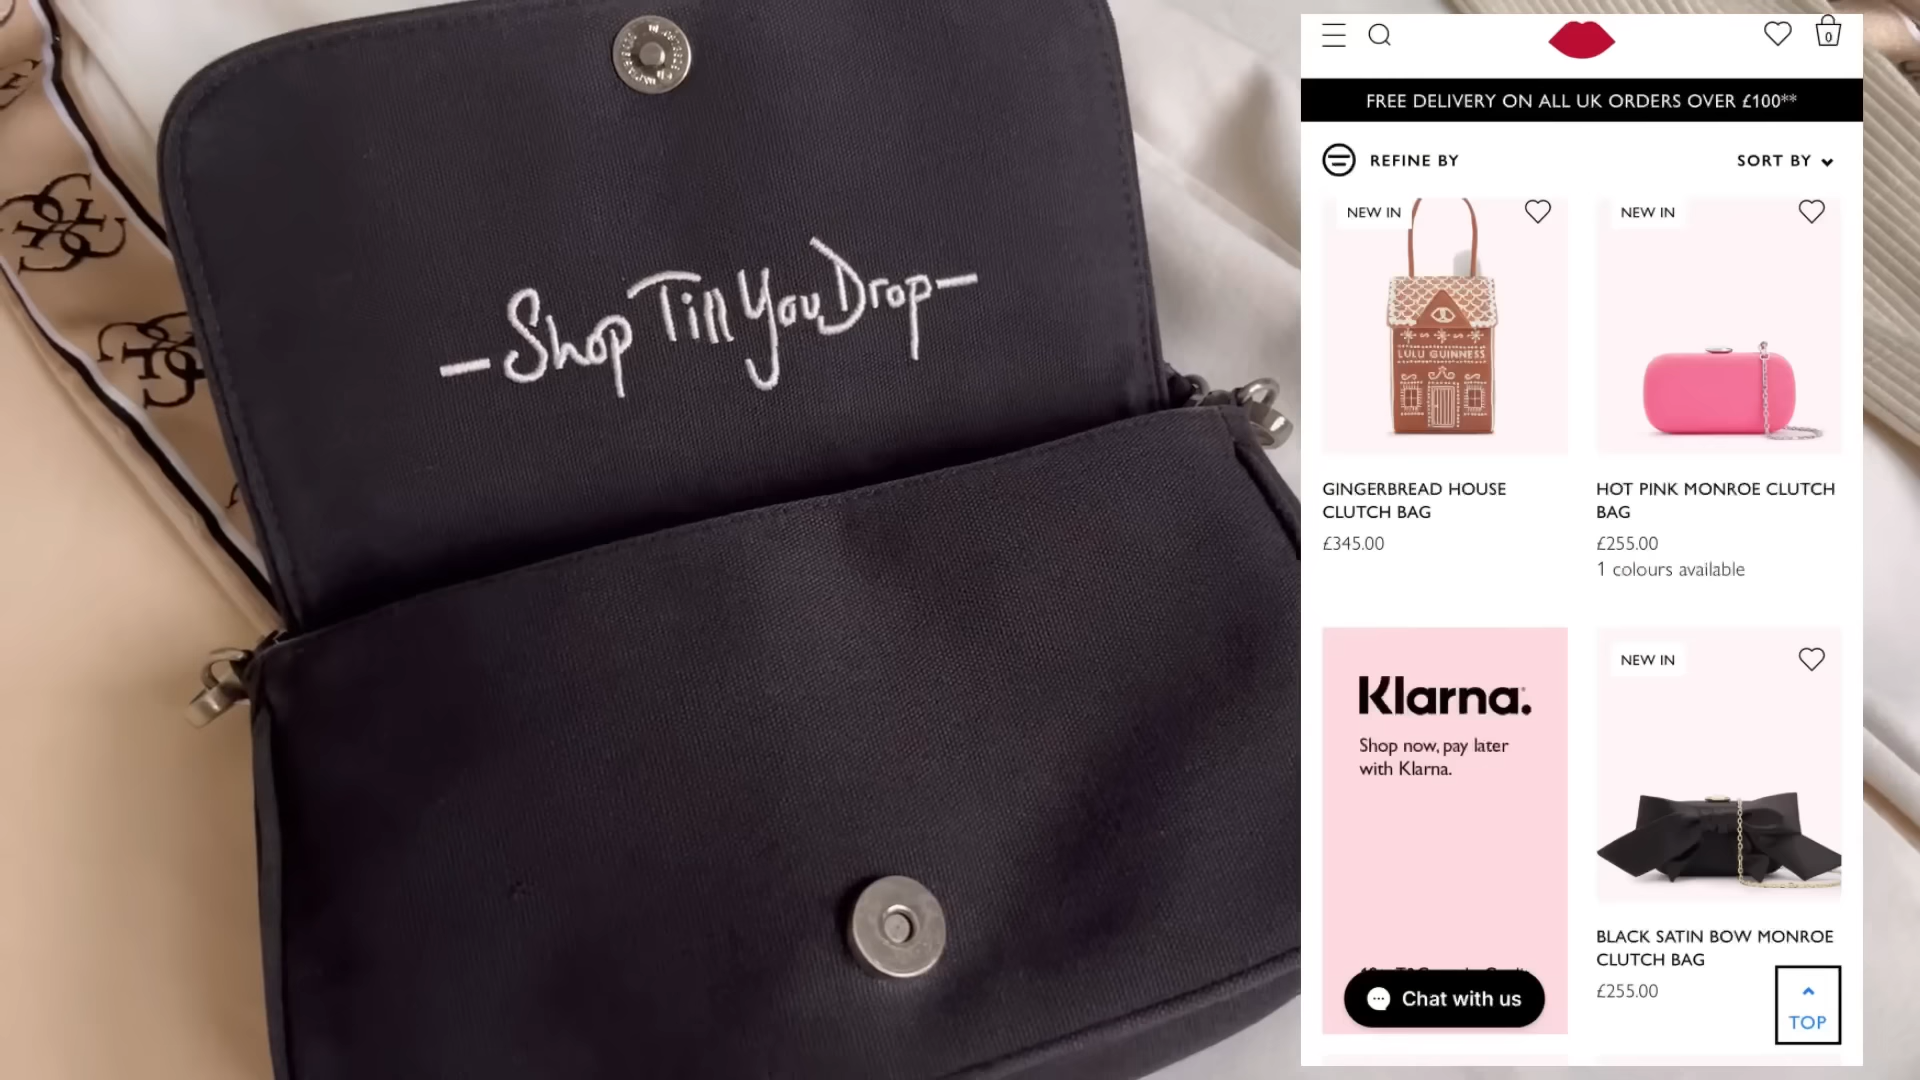 —Shop Till You Drop—
0
FREE DELIVERY ON ALL UK ORDERS OVER £100**
REFINE BY
SORT BY
NEW IN
NEW IN
LULU GUINNESS
GINGERBREAD HOUSE
CLUTCH BAG
£345.00
HOT PINK MONROE CLUTCH
BAG
£255.00
1 colours available
Klarna.
Shop now, pay later
with Klarna.
NEW IN
BLACK SATIN BOW MONROE
CLUTCH BAG
£255.00
Chat with us
TOP